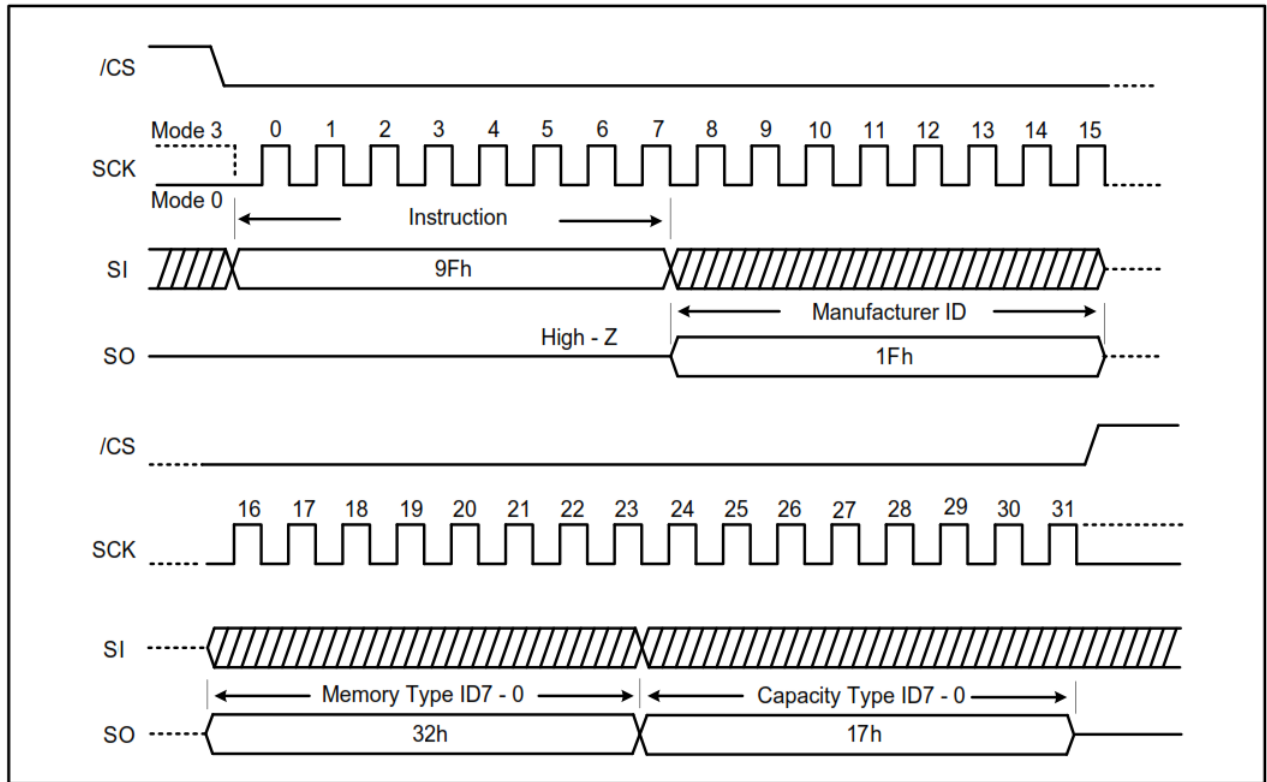 /CS
Mode 3 0 1 2 3 4 5 6 7 8 9 10 11 12 13 14 15
SCK
Mode 0
Instruction
SI 9Fh
Manufacturer ID
High - Z
SO 1Fh
/CS
16 17 18 19 20 21 22 23 24 25 26 27 28 29 30 31
SCK
SI
Memory Type ID7 - 0 Capacity Type ID7 - 0
SO 32h 17h